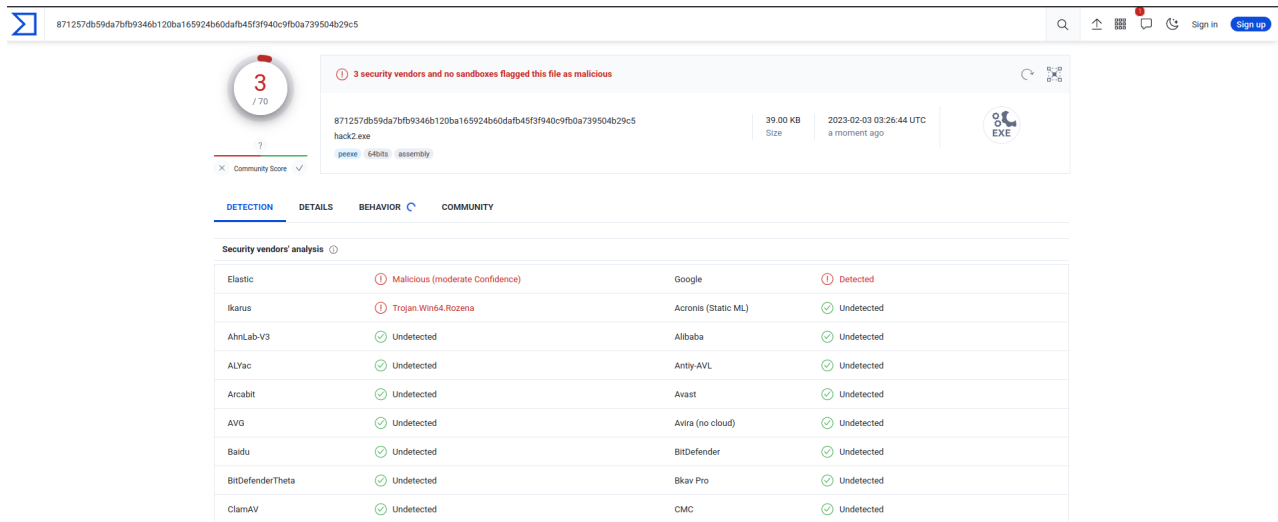 871257db59da7bfb9346b120ba165924b60dafb45f3f940c9fb0a739504b29c5
1
Sign in
Sign up
3
/ 70
?
Community Score
3 security vendors and no sandboxes flagged this file as malicious
871257db59da7bfb9346b120ba165924b60dafb45f3f940c9fb0a739504b29c5
hack2.exe
peexe 64bits assembly
39.00 KB
Size
2023-02-03 03:26:44 UTC
a moment ago
EXE
DETECTION DETAILS BEHAVIOR COMMUNITY
Security vendors' analysis
Elastic Malicious (moderate Confidence) Google Detected
Ikarus Trojan.Win64.Rozena Acronis (Static ML) Undetected
AhnLab-V3 Undetected Alibaba Undetected
ALYac Undetected Antiy-AVL Undetected
Arcabit Undetected Avast Undetected
AVG Undetected Avira (no cloud) Undetected
Baidu Undetected BitDefender Undetected
BitDefenderTheta Undetected Bkav Pro Undetected
ClamAV Undetected CMC Undetected